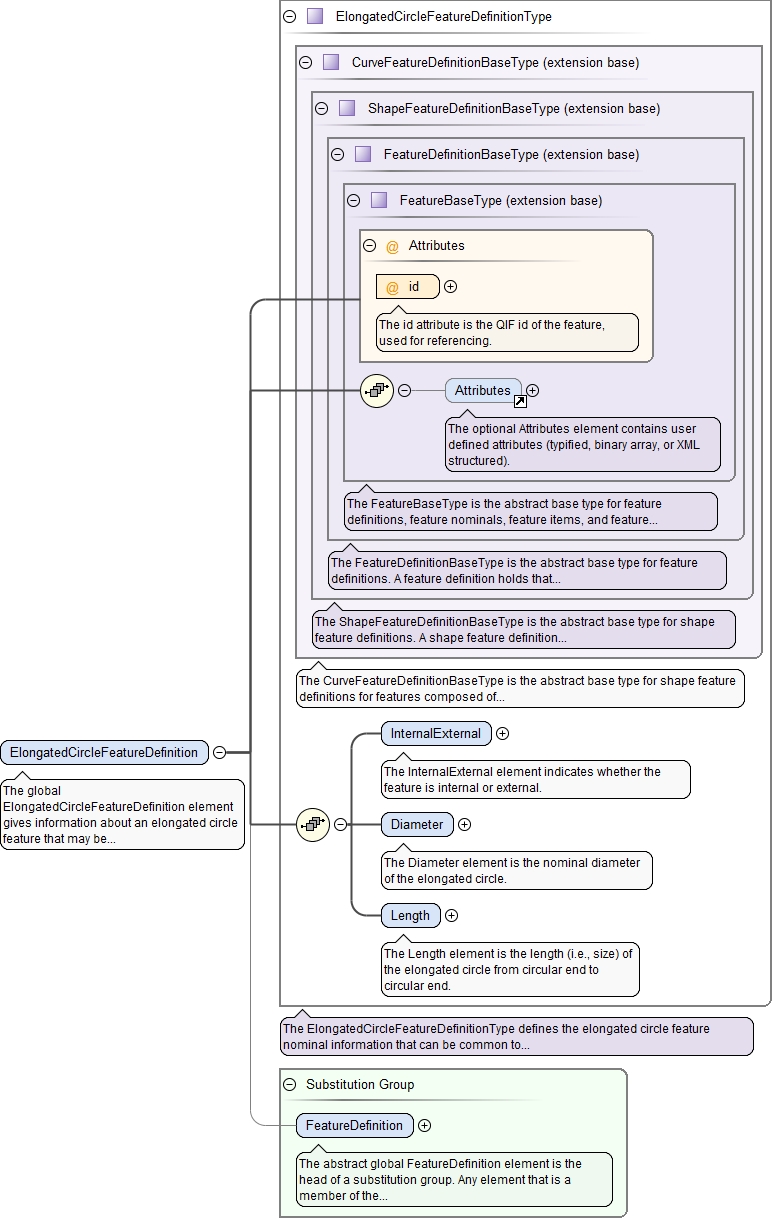 ElongatedCircleFeatureDefinitionType
CurveFeatureDefinitionBaseType (extension base)
ShapeFeatureDefinitionBaseType (extension base)
FeatureDefinitionBaseType (extension base)
FeatureBaseType (extension base)
@ Attributes
@ id
The id attribute is the QIF id of the feature,
used for referencing.
Attributes
The optional Attributes element contains user
defined attributes (typified, binary array, or XML
structured).
The FeatureBaseType is the abstract base type for feature
definitions, feature nominals, feature items, and feature...
The FeatureDefinitionBaseType is the abstract base type for feature
definitions. A feature definition holds that...
The ShapeFeatureDefinitionBaseType is the abstract base type for shape
feature definitions. A shape feature definition...
The CurveFeatureDefinitionBaseType is the abstract base type for shape feature
definitions for features composed of...
ElongatedCircleFeatureDefinition
The global
ElongatedCircleFeatureDefinition element
gives information about an elongated circle
feature that may be...
InternalExternal
The InternalExternal element indicates whether the
feature is internal or external.
Diameter
The Diameter element is the nominal diameter
of the elongated circle.
Length
The Length element is the length (i.e., size) of
the elongated circle from circular end to
circular end.
The ElongatedCircleFeatureDefinitionType defines the elongated circle feature
nominal information that can be common to...
Substitution Group
FeatureDefinition
The abstract global FeatureDefinition element is the
head of a substitution group. Any element that is a
member of the...